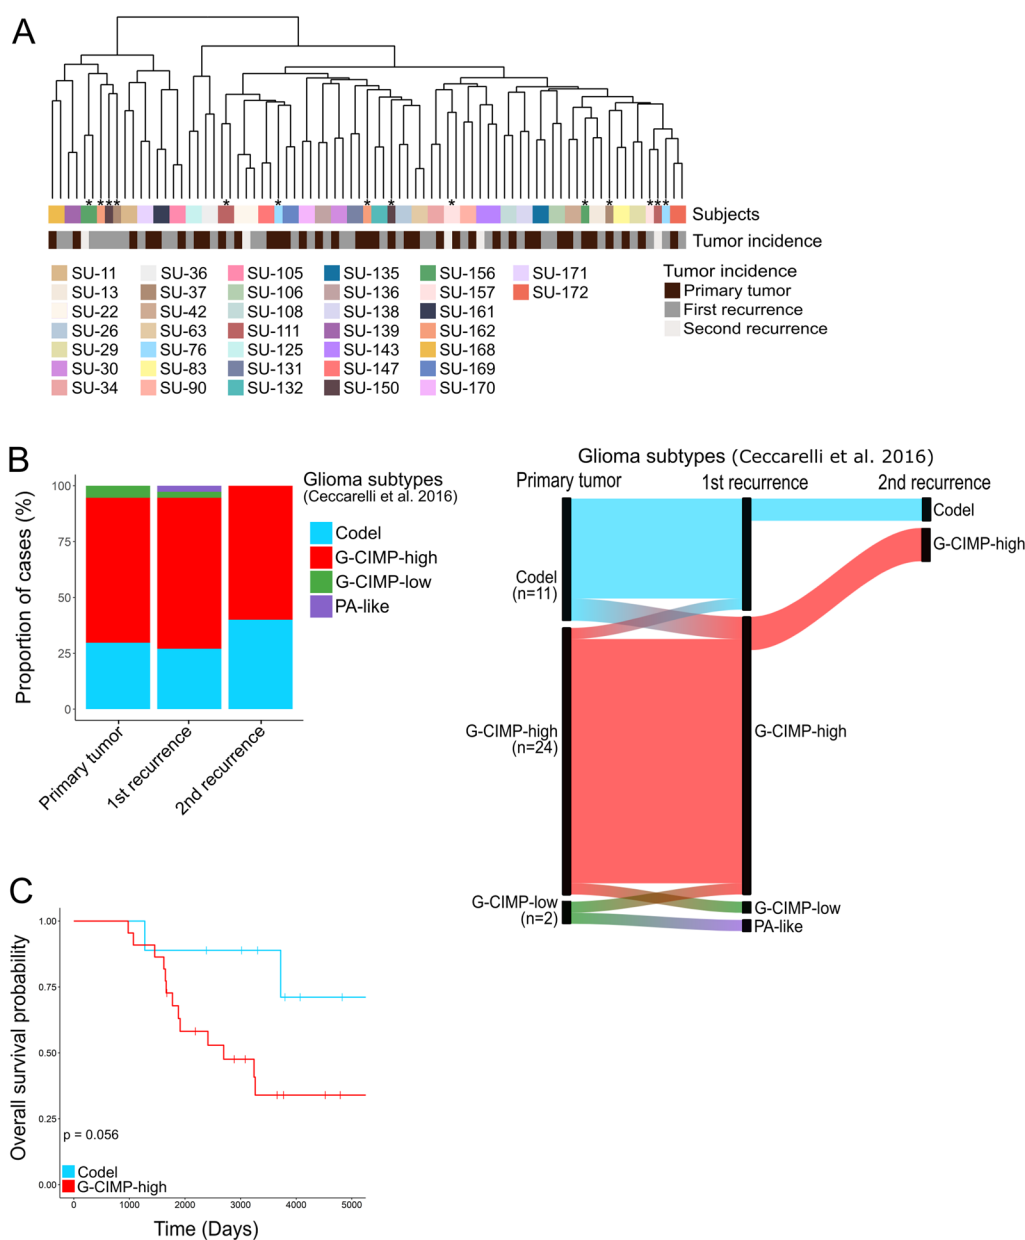 A
* * * * * * * * * * * * * *
Subjects
Tumor incidence
SU-11 SU-36 SU-105 SU-135 SU-156 SU-171
SU-13 SU-37 SU-106 SU-136 SU-157 SU-172
SU-22 SU-42 SU-108 SU-138 SU-161
SU-26 SU-63 SU-111 SU-139 SU-162
SU-29 SU-76 SU-125 SU-143 SU-168
SU-30 SU-83 SU-131 SU-147 SU-169
SU-34 SU-90 SU-132 SU-150 SU-170
Tumor incidence
Primary tumor
First recurrence
Second recurrence
B
Proportion of cases (%)
100
75
50
25
0
Primary tumor
1st recurrence
2nd recurrence
Glioma subtypes
(Ceccarelli et al. 2016)
Codel
G-CIMP-high
G-CIMP-low
PA-like
Glioma subtypes (Ceccarelli et al. 2016)
Primary tumor
1st recurrence
2nd recurrence
Codel
(n=11)
G-CIMP-high
(n=24)
G-CIMP-low
(n=2)
G-CIMP-high
G-CIMP-low
PA-like
Codel
G-CIMP-high
C
Overall survival probability
1.00
0.75
0.50
0.25
0.00
p = 0.056
Codel
G-CIMP-high
0 1000 2000 3000 4000 5000
Time (Days)